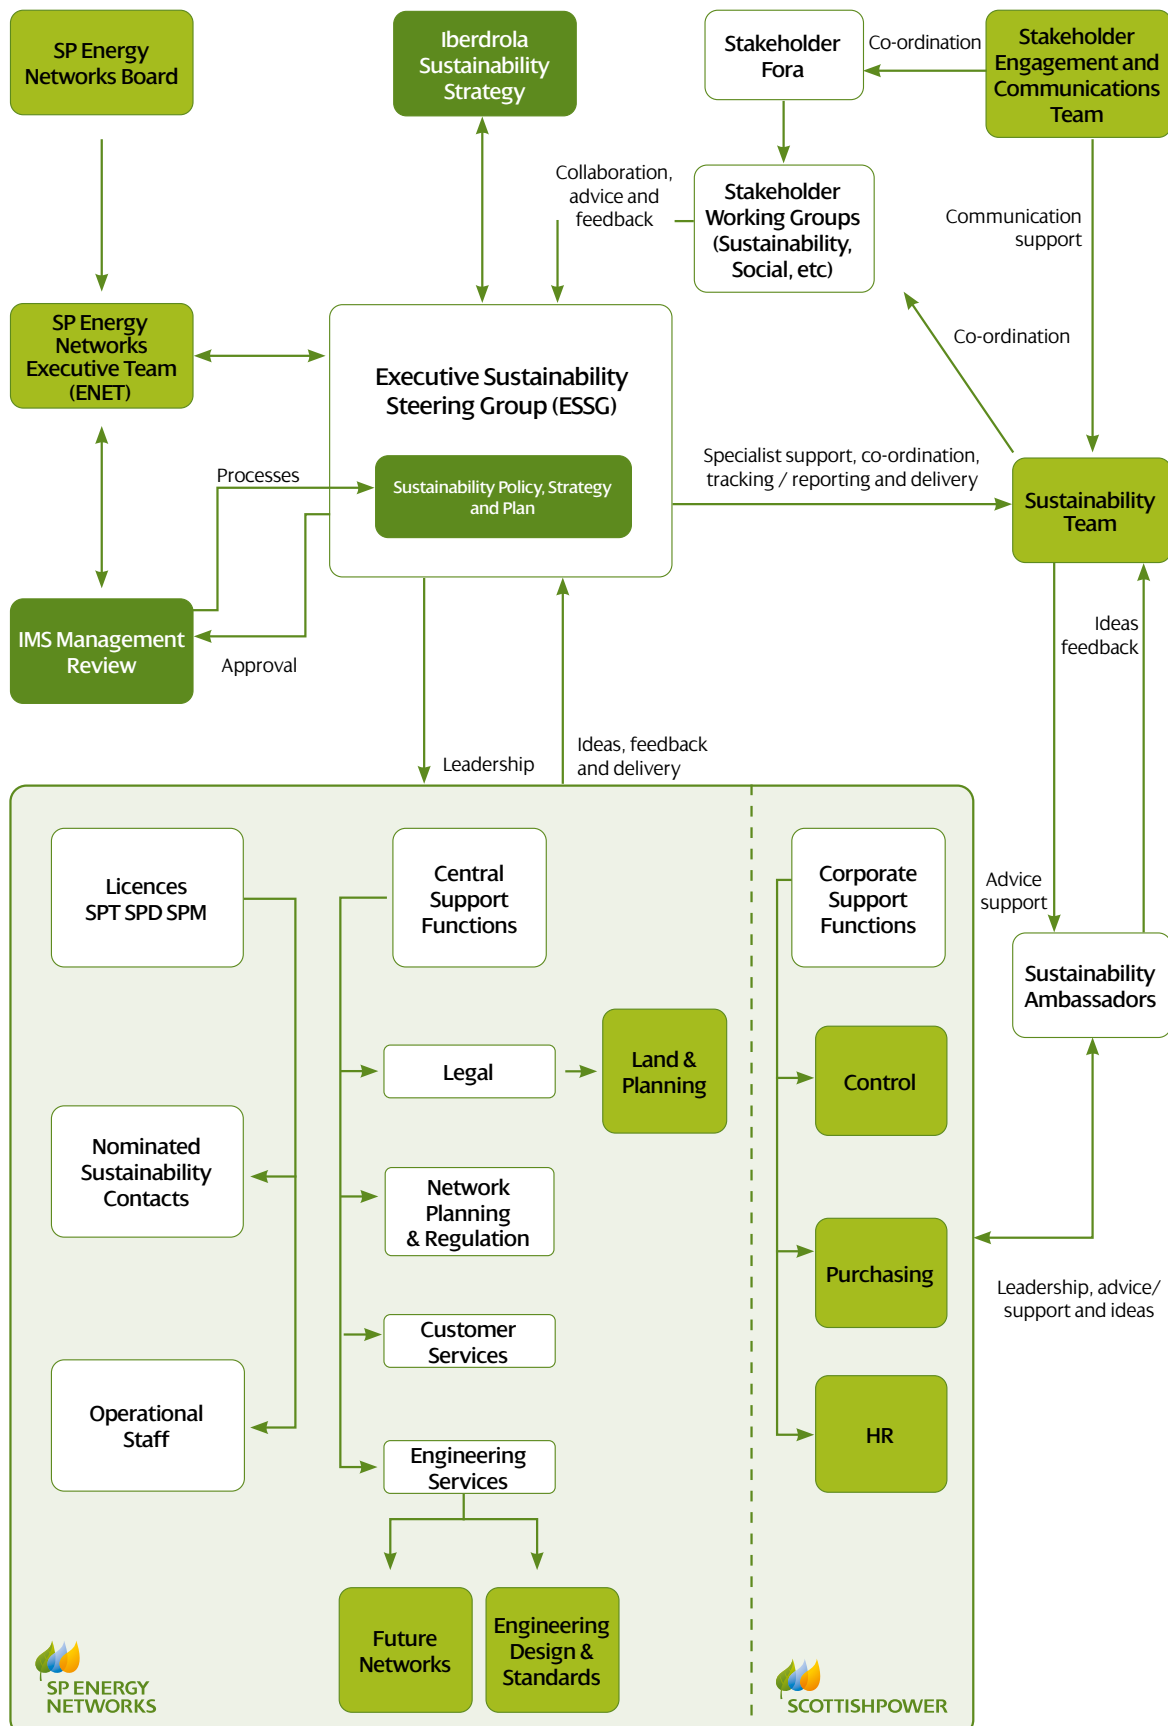 SP Energy
Networks Board
Iberdrola
Sustainability
Strategy
Stakeholder
Fora
Co-ordination
Stakeholder
Engagement and
Communications
Team
Collaboration,
advice and
feedback
Stakeholder
Working Groups
(Sustainability,
Social, etc)
Communication
support
SP Energy
Networks
Executive Team
(ENET)
Executive Sustainability
Steering Group (ESSG)
Co-ordination
Processes
Sustainability Policy, Strategy
and Plan
Specialist support, co-ordination,
tracking / reporting and delivery
Sustainability
Team
IMS Management
Review
Approval
Ideas
feedback
Leadership
Ideas, feedback
and delivery
Licences
SPT SPD SPM
Central
Support
Functions
Corporate
Support
Functions
Advice
support
Sustainability
Ambassadors
Legal
Land &
Planning
Control
Nominated
Sustainability
Contacts
Network
Planning
& Regulation
Purchasing
Leadership, advice/
support and ideas
Customer
Services
Operational
Staff
Engineering
Services
HR
Future
Networks
Engineering
Design &
Standards
SP ENERGY
NETWORKS
SCOTTISHPOWER